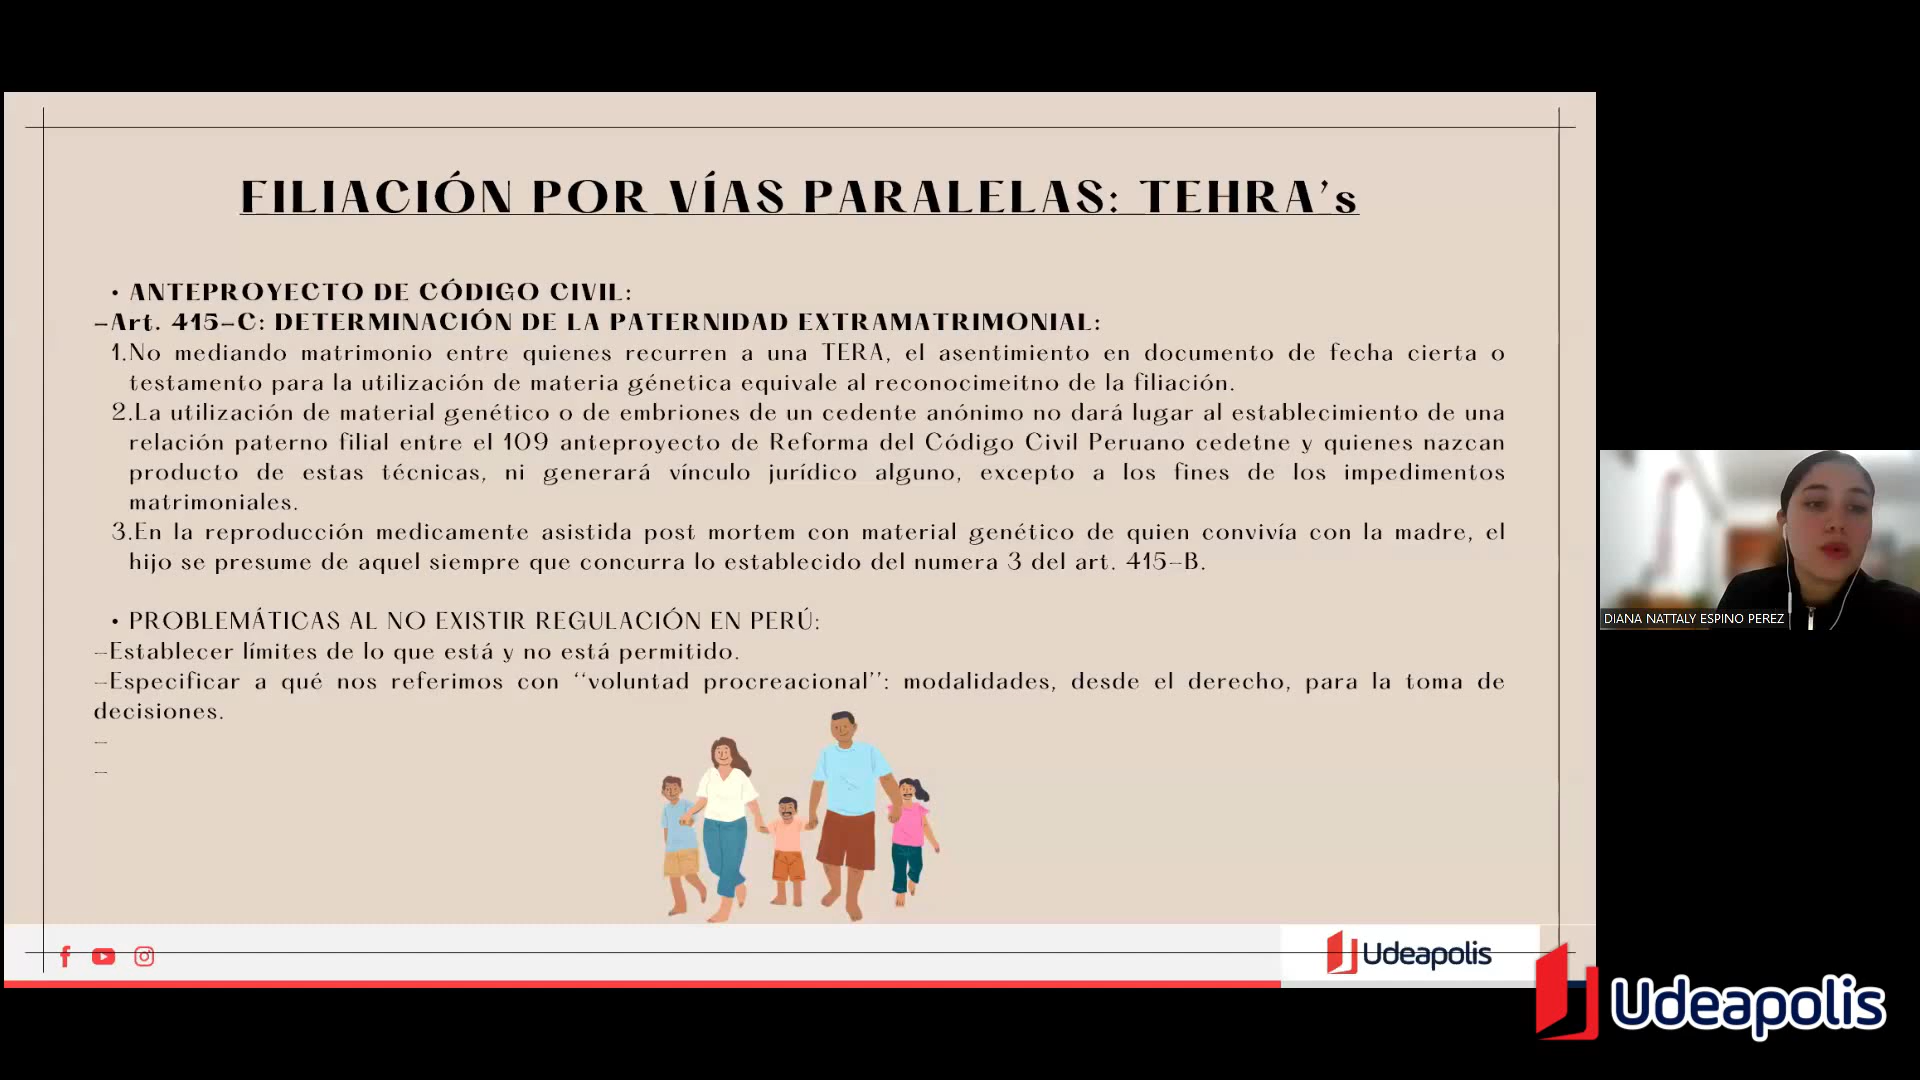 FILIACIÓN POR VÍAS PARALELAS: TEHRA's
• ANTEPROYECTO DE CÓDIGO CIVIL:
-Art. 415-C: DETERMINACIÓN DE LA PATERNIDAD EXTRAMATRIMONIAL:
1.No mediando matrimonio entre quienes recurren a una TERA, el asentimiento en documento de fecha cierta o
testamento para la utilización de materia génetica equivale al reconocimeitno de la filiación.
2.La utilización de material genético o de embriones de un cedente anónimo no dará lugar al establecimiento de una
relación paterno filial entre el 109 anteproyecto de Reforma del Código Civil Peruano cedetne y quienes nazcan
producto de estas técnicas, ni generará vínculo jurídico alguno, excepto a los fines de los impedimentos
matrimoniales.
3.En la reproducción medicamente asistida post mortem con material genético de quien convivía con la madre, el
hijo se presume de aquel siempre que concurra lo establecido del numera 3 del art. 415-B.
• PROBLEMÁTICAS AL NO EXISTIR REGULACIÓN EN PERÚ:
-Establecer límites de lo que está y no está permitido.
-Especificar a qué nos referimos con ‘‘voluntad procreacional’’: modalidades, desde el derecho, para la toma de
decisiones.
-
-
DIANA NATTALY ESPINO PEREZ
Udeapolis
Udeapolis